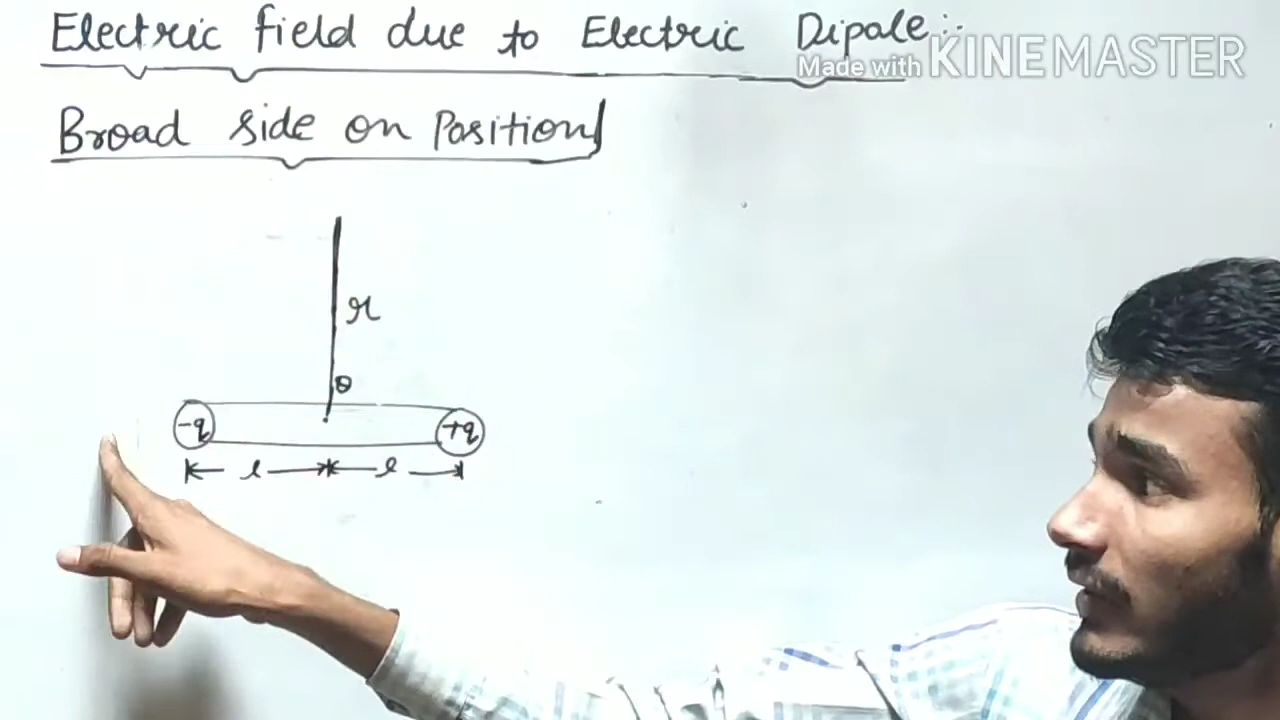 Electric field due to Electric Dipole:-
Made with KINEMASTER
Broad side on Position
r
θ
-q +q
l l